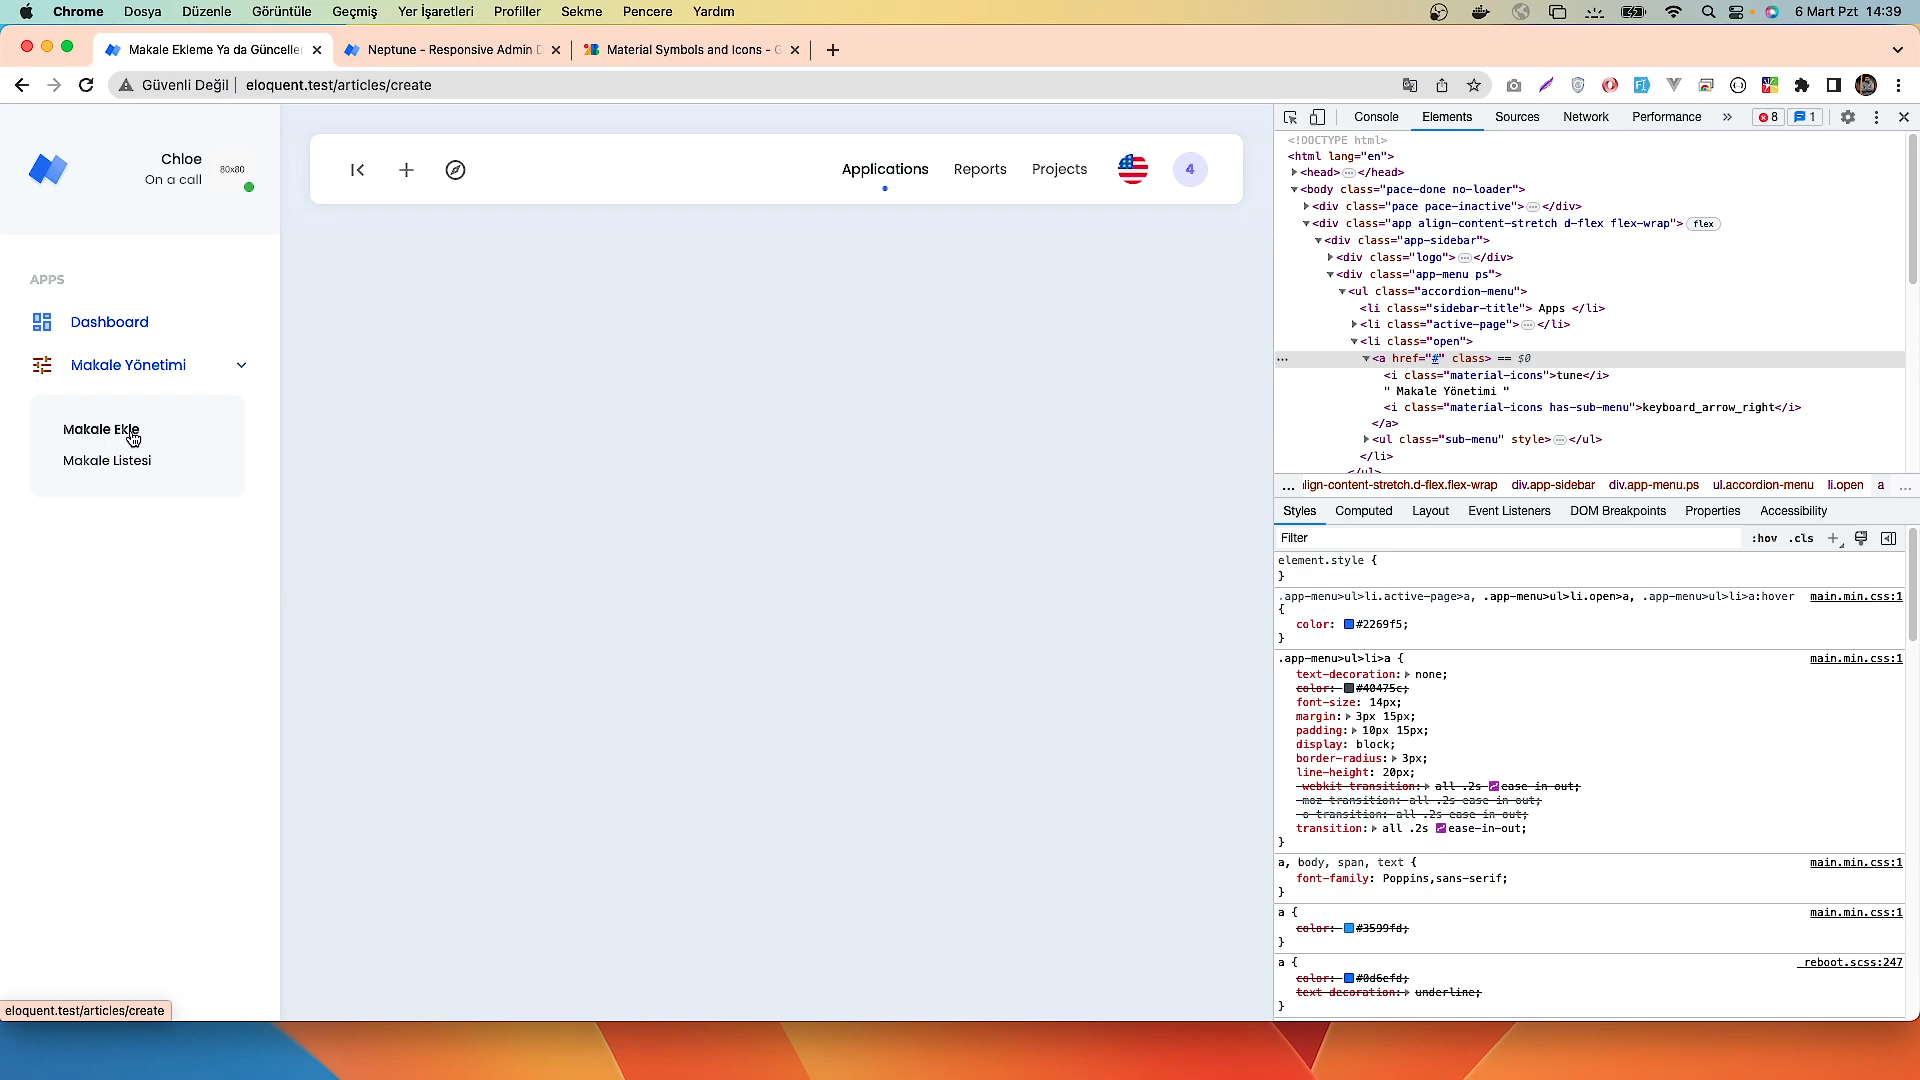 Chrome Dosya Düzenle Görüntüle Geçmiş Yer İşaretleri Profiller Sekme Pencere Yardım 6 Mart Pzt 14:39
Makale Ekleme Ya da Güncelle Neptune - Responsive Admin D Material Symbols and Icons - G
Güvenli Değil eloquent.test/articles/create
Chloe
On a call
80x80
Applications Reports Projects 4
APPS
Dashboard
Makale Yönetimi
Makale Ekle
Makale Listesi
eloquent.test/articles/create
Console Elements Sources Network Performance » 8 1
<!DOCTYPE html>
<html lang="en">
<head>…</head>
<body class="pace-done no-loader">
<div class="pace pace-inactive">…</div>
<div class="app align-content-stretch d-flex flex-wrap"> flex
<div class="app-sidebar">
<div class="logo">…</div>
<div class="app-menu ps">
<ul class="accordion-menu">
<li class="sidebar-title"> Apps </li>
<li class="active-page">…</li>
<li class="open">
… <a href="#" class> == $0
<i class="material-icons">tune</i>
" Makale Yönetimi "
<i class="material-icons has-sub-menu">keyboard_arrow_right</i>
</a>
<ul class="sub-menu" style>…</ul>
</li>
</ul>
… lign-content-stretch.d-flex.flex-wrap div.app-sidebar div.app-menu.ps ul.accordion-menu li.open a …
Styles Computed Layout Event Listeners DOM Breakpoints Properties Accessibility
Filter :hov .cls
element.style {
}
.app-menu>ul>li.active-page>a, .app-menu>ul>li.open>a, .app-menu>ul>li>a:hover main.min.css:1
{
color: #2269f5;
}
.app-menu>ul>li>a { main.min.css:1
text-decoration: none;
color: #40475c;
font-size: 14px;
margin: 3px 15px;
padding: 10px 15px;
display: block;
border-radius: 3px;
line-height: 20px;
-webkit-transition: all .2s ease-in-out;
-moz-transition: all .2s ease-in-out;
-o-transition: all .2s ease-in-out;
transition: all .2s ease-in-out;
}
a, body, span, text { main.min.css:1
font-family: Poppins,sans-serif;
}
a { main.min.css:1
color: #3599fd;
}
a { _reboot.scss:247
color: #0d6efd;
text-decoration: underline;
}